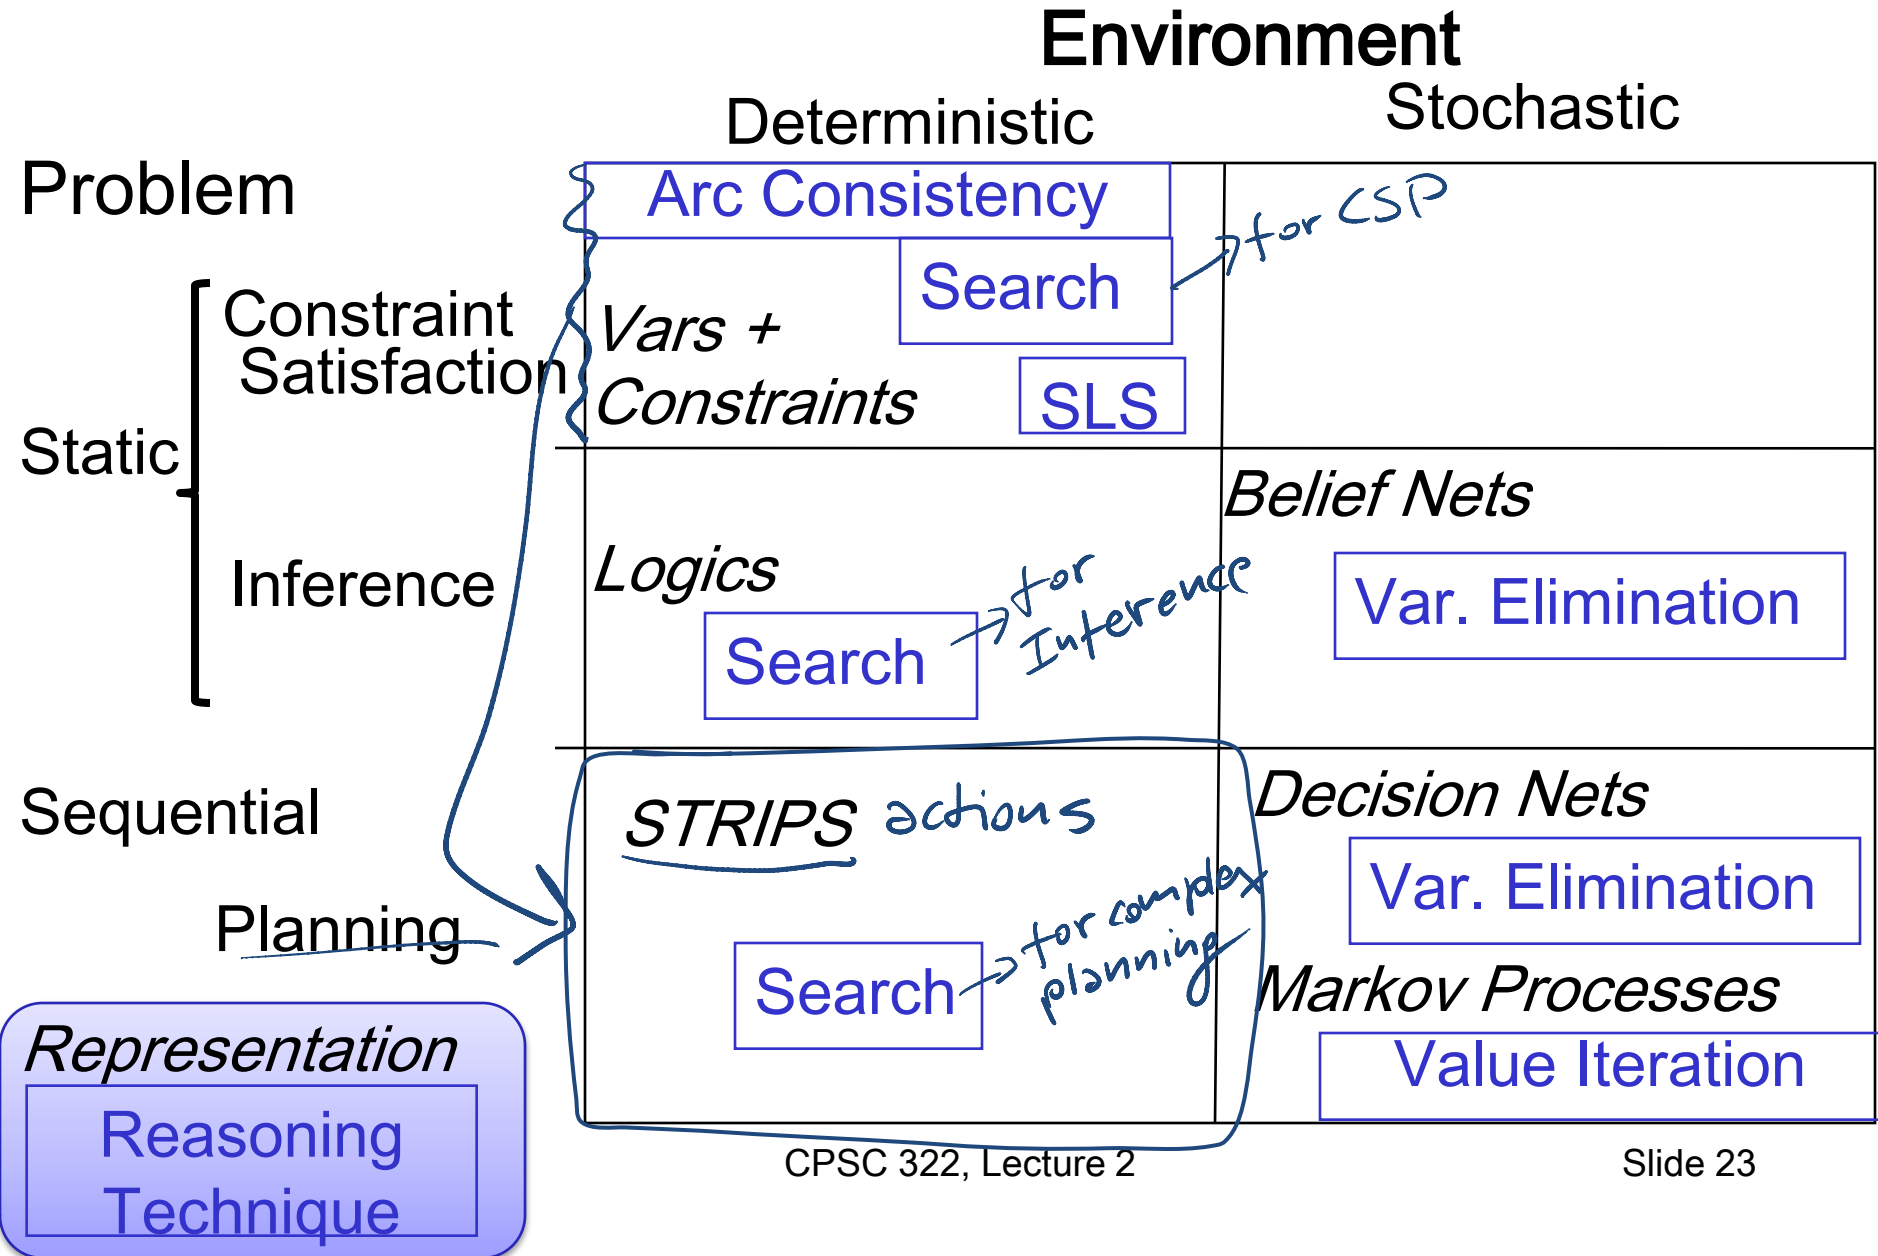 Environment
Deterministic
Stochastic
Problem
Arc Consistency
Search
for CSP
Constraint
Satisfaction
Vars +
Constraints
SLS
Static
Belief Nets
Inference
Logics
Search
for
Inference
Var. Elimination
Sequential
STRIPS actions
Decision Nets
Var. Elimination
Planning
Search
for complex
planning
Markov Processes
Value Iteration
Representation
Reasoning
Technique
CPSC 322, Lecture 2
Slide 23